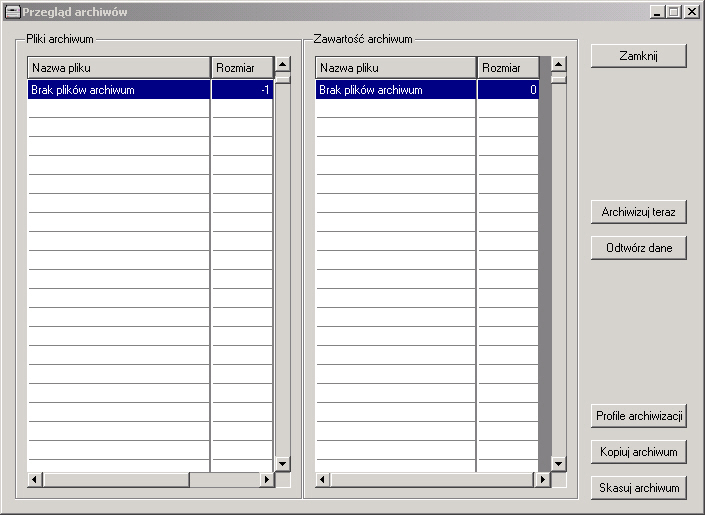 Przegląd archiwów
Pliki archiwum
Nazwa pliku Rozmiar
Brak plików archiwum -1
Zawartość archiwum
Nazwa pliku Rozmiar
Brak plików archiwum 0
Zamknij
Archiwizuj teraz
Odtwórz dane
Profile archiwizacji
Kopiuj archiwum
Skasuj archiwum